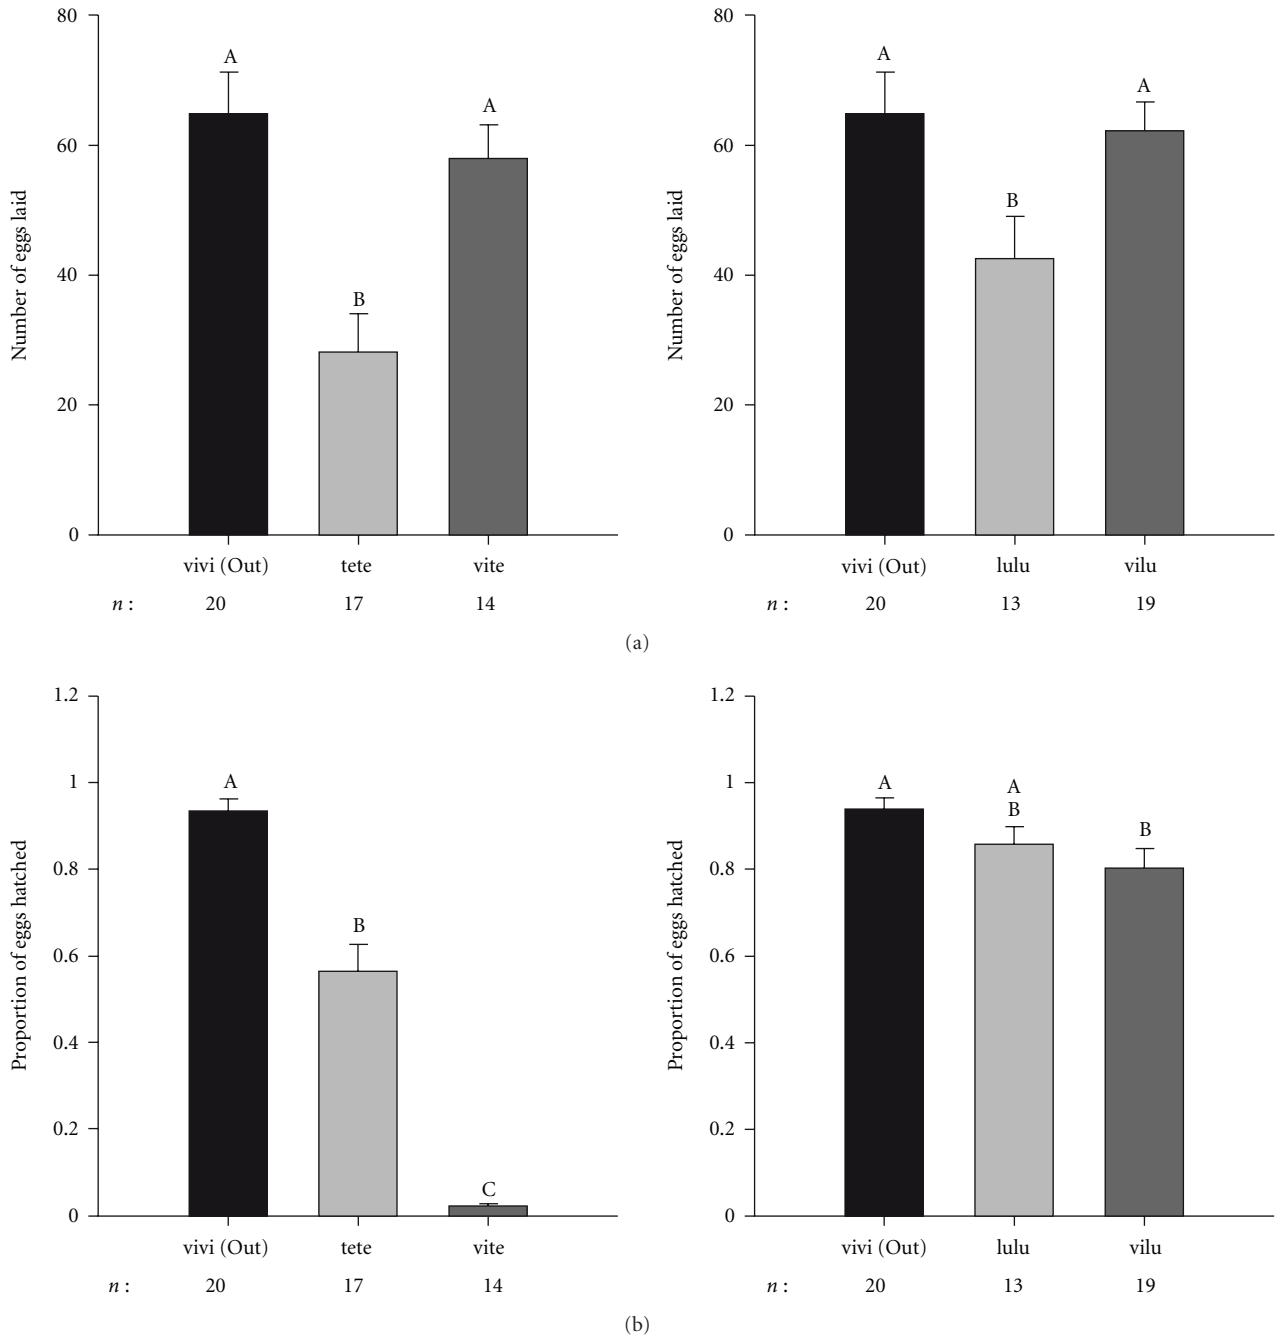 80
60
40
20
0
Number of eggs laid
A
B
A
vivi (Out) tete vite
n : 20 17 14
80
60
40
20
0
Number of eggs laid
A
B
A
vivi (Out) lulu vilu
n : 20 13 19
(a)
1.2
1
0.8
0.6
0.4
0.2
0
Proportion of eggs hatched
A
B
C
vivi (Out) tete vite
n : 20 17 14
1.2
1
0.8
0.6
0.4
0.2
0
Proportion of eggs hatched
A
A
B
B
vivi (Out) lulu vilu
n : 20 13 19
(b)